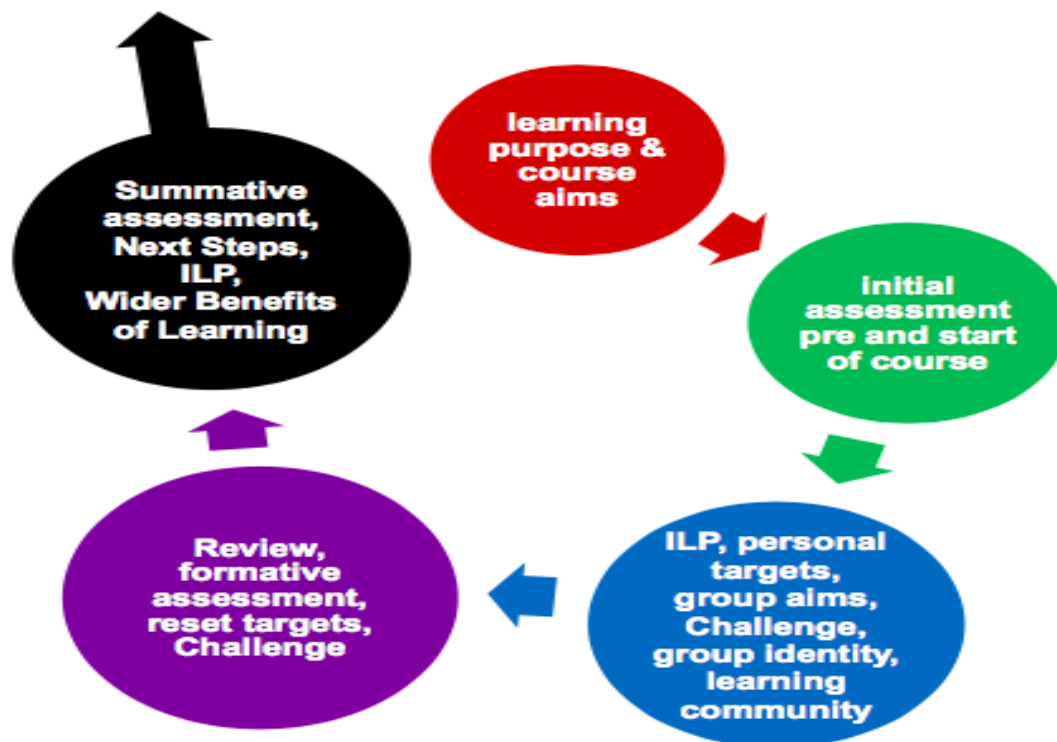 learning
purpose &
course
aims
initial
assessment
pre and start
of course
ILP, personal
targets,
group aims,
Challenge,
group identity,
learning
community
Review,
formative
assessment,
reset targets,
Challenge
Summative
assessment,
Next Steps,
ILP,
Wider Benefits
of Learning